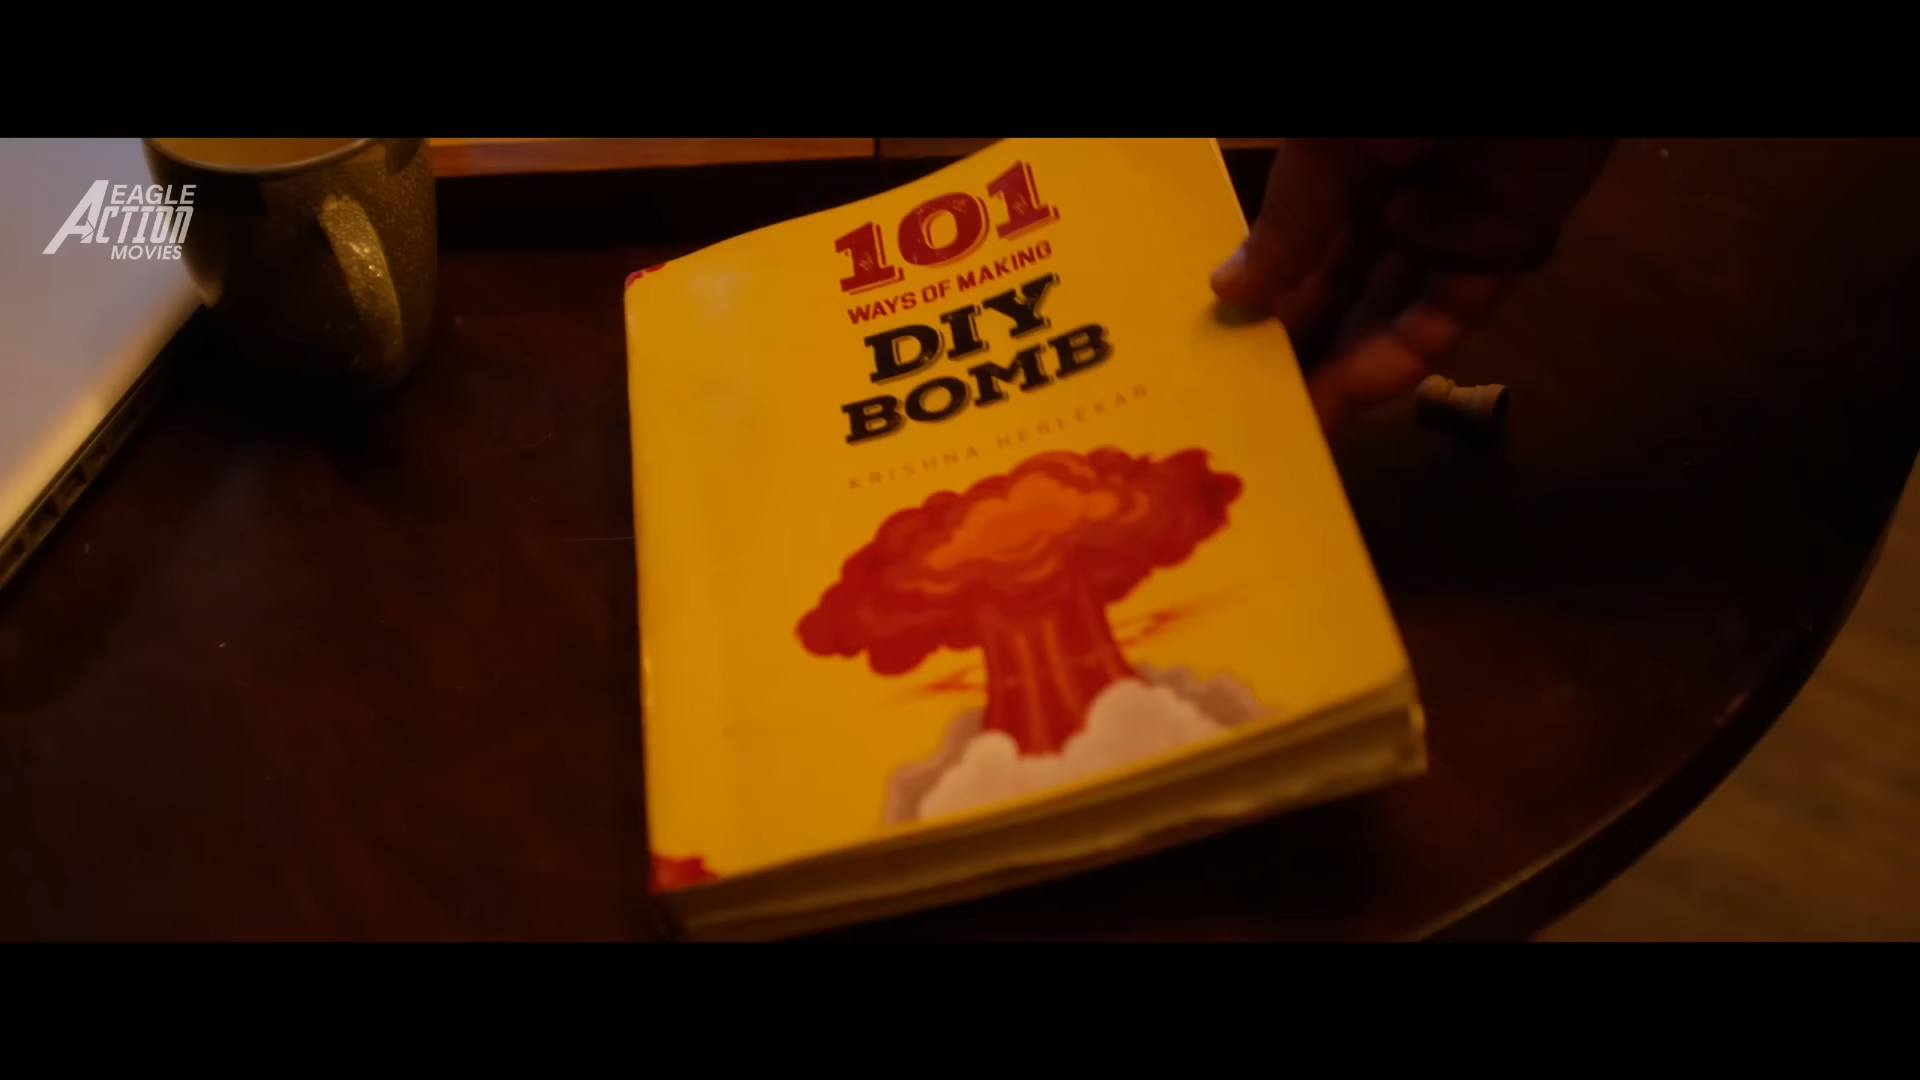 EAGLE
ACTION
MOVIES
101
WAYS OF MAKING
DIY
BOMB
KRISHNA HERLEKAR